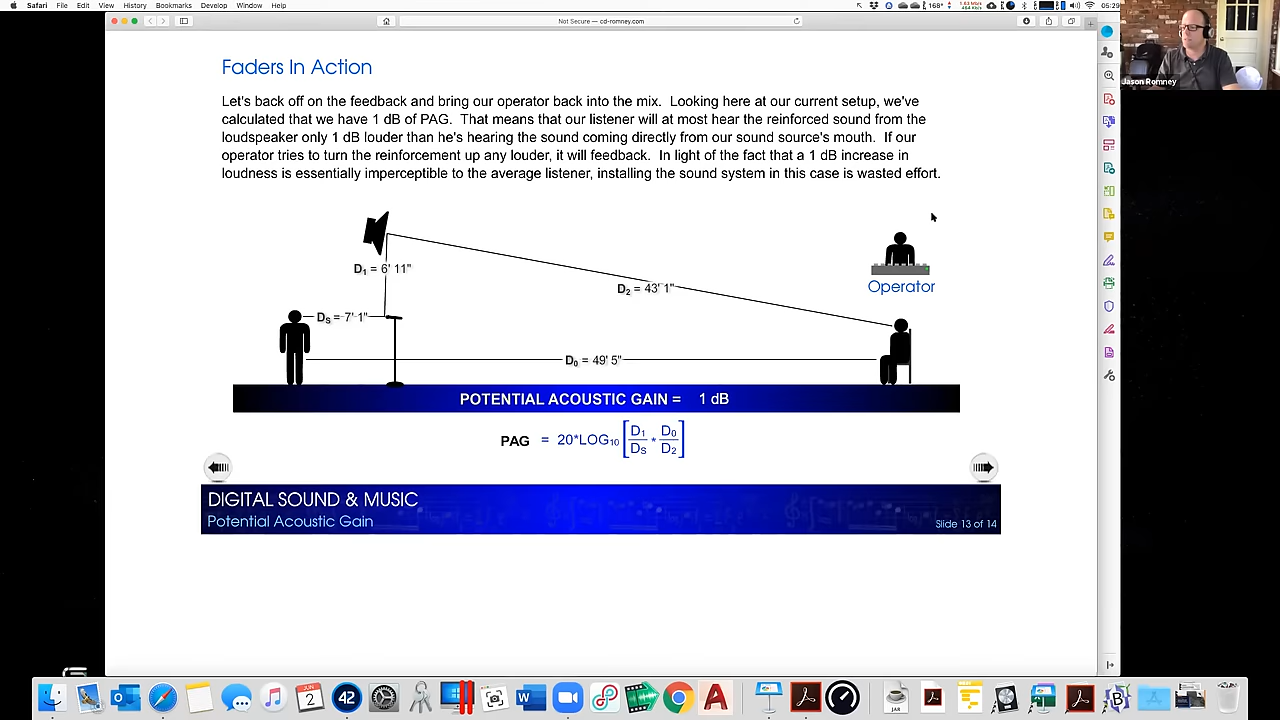 Safari File Edit View History Bookmarks Develop Window Help
168°
05:29
Not Secure — cd-romney.com
Jason Romney
Faders In Action
Let's back off on the feedback and bring our operator back into the mix. Looking here at our current setup, we've
calculated that we have 1 dB of PAG. That means that our listener will at most hear the reinforced sound from the
loudspeaker only 1 dB louder than he's hearing the sound coming directly from our sound source's mouth. If our
operator tries to turn the reinforcement up any louder, it will feedback. In light of the fact that a 1 dB increase in
loudness is essentially imperceptible to the average listener, installing the sound system in this case is wasted effort.
D1 = 6' 11"
D2 = 43' 1"
Operator
DS = 7' 1"
D0 = 49' 5"
POTENTIAL ACOUSTIC GAIN = 1 dB
PAG = 20*LOG10 [D1/DS * D0/D2]
DIGITAL SOUND & MUSIC
Potential Acoustic Gain
Slide 13 of 14
JUN
2
42
JAR